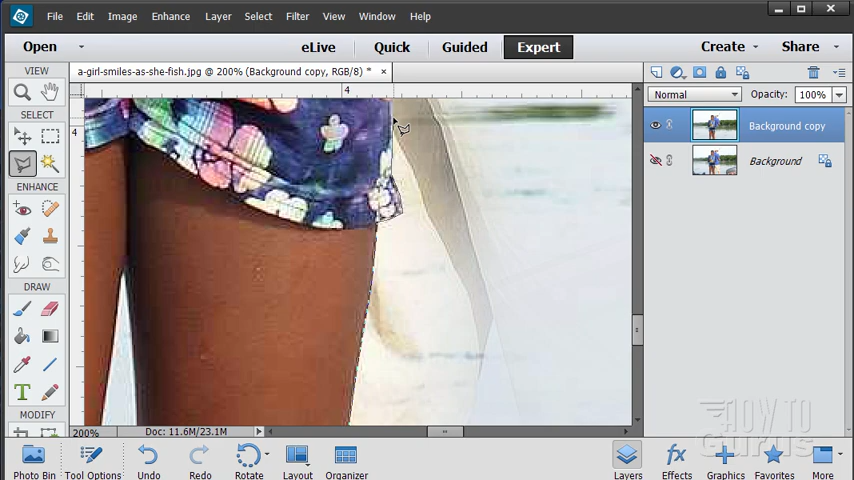 File Edit Image Enhance Layer Select Filter View Window Help
Open eLive Quick Guided Expert Create Share
a-girl-smiles-as-she-fish.jpg @ 200% (Background copy, RGB/8) * ×
VIEW
SELECT
ENHANCE
DRAW
T
MODIFY
4
4
Normal Opacity: 100%
Background copy
Background
200% Doc: 11.6M/23.1M
HOW TO
Gurus
Photo Bin Tool Options Undo Redo Rotate Layout Organizer
fx
Layers Effects Graphics Favorites More